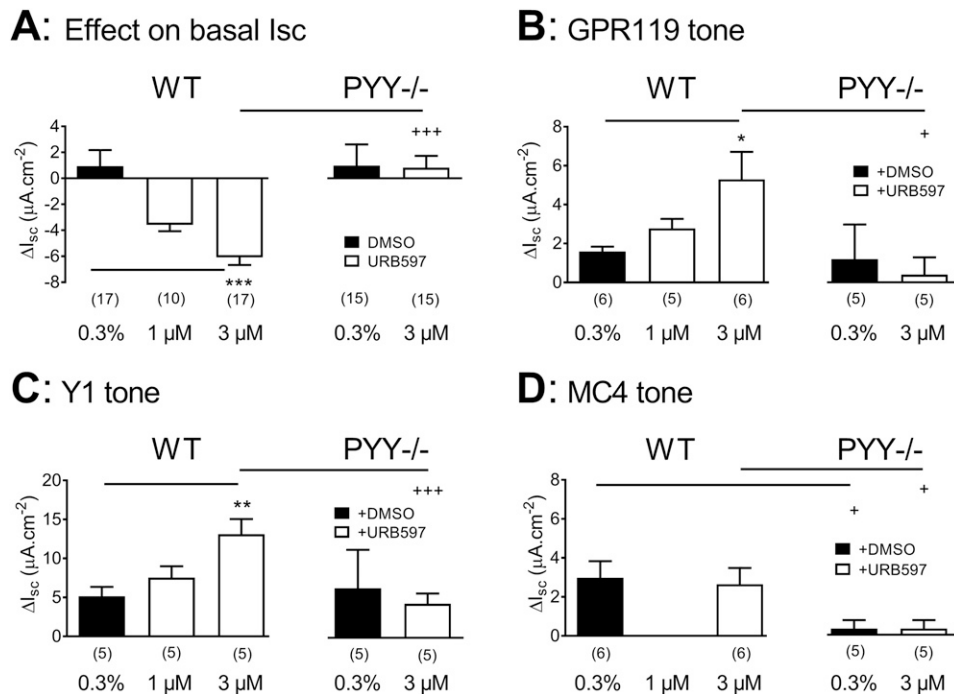 A: Effect on basal Isc
WT PYY-/-
+++
4
2
0
-2
-4
-6
-8
ΔIsc (µA.cm-2)
DMSO
URB597
***
(17) (10) (17) (15) (15)
0.3% 1 µM 3 µM 0.3% 3 µM
B: GPR119 tone
WT PYY-/-
* +
8
6
4
2
0
ΔIsc (µA.cm-2)
+DMSO
+URB597
(6) (5) (6) (5) (5)
0.3% 1 µM 3 µM 0.3% 3 µM
C: Y1 tone
WT PYY-/-
** +++
20
15
10
5
0
ΔIsc (µA.cm-2)
+DMSO
+URB597
(5) (5) (5) (5) (5)
0.3% 1 µM 3 µM 0.3% 3 µM
D: MC4 tone
WT PYY-/-
+ +
8
6
4
2
0
ΔIsc (µA.cm-2)
+DMSO
+URB597
(6) (6) (5) (5)
0.3% 1 µM 3 µM 0.3% 3 µM